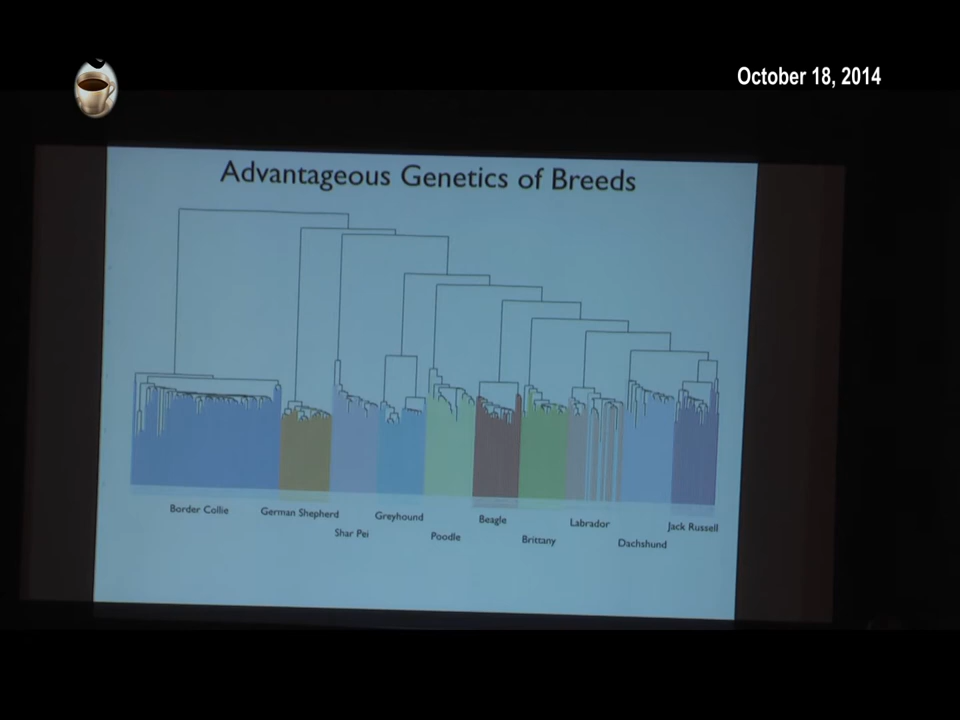 October 18, 2014
Advantageous Genetics of Breeds
Border Collie
German Shepherd
Shar Pei
Greyhound
Poodle
Beagle
Brittany
Labrador
Dachshund
Jack Russell